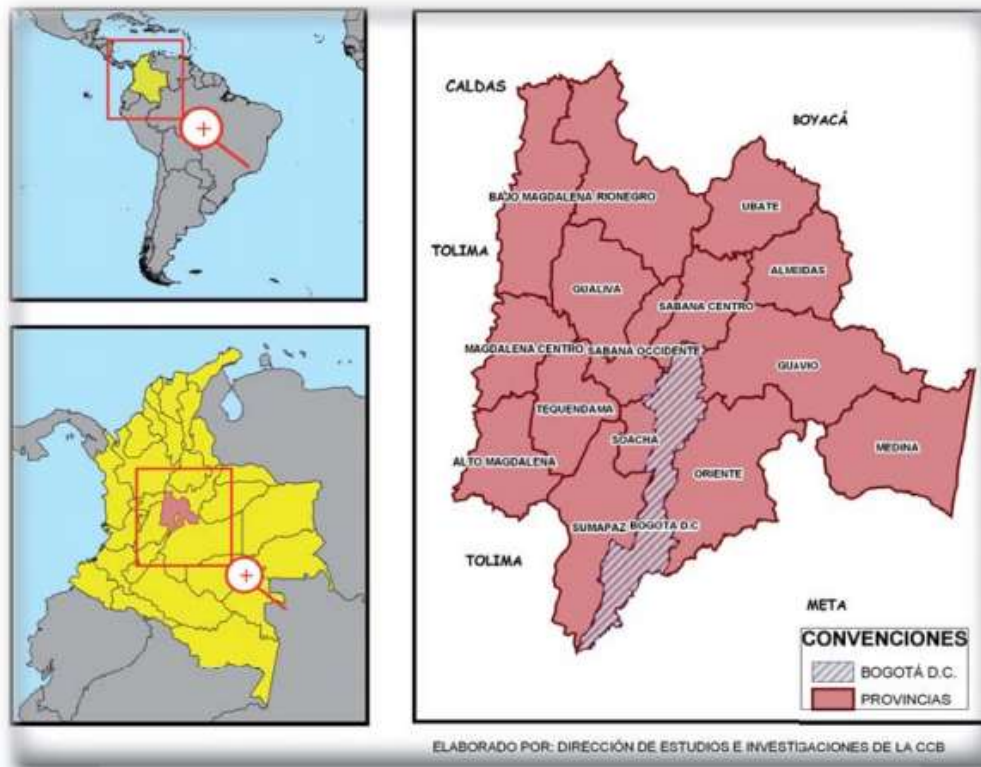 CALDAS
BOYACÁ
BAJO MAGDALENA
RIONEGRO
UBATE
TOLIMA
ALMEIDAS
GUALIVA
SABANA CENTRO
MAGDALENA CENTRO
SABANA OCCIDENTE
GUAVIO
TEQUENDAMA
SOACHA
MEDINA
ALTO MAGDALENA
ORIENTE
SUMAPAZ
BOGOTA D.C
TOLIMA
META
CONVENCIONES
BOGOTÁ D.C.
PROVINCIAS
ELABORADO POR: DIRECCIÓN DE ESTUDIOS E INVESTIGACIONES DE LA CCB